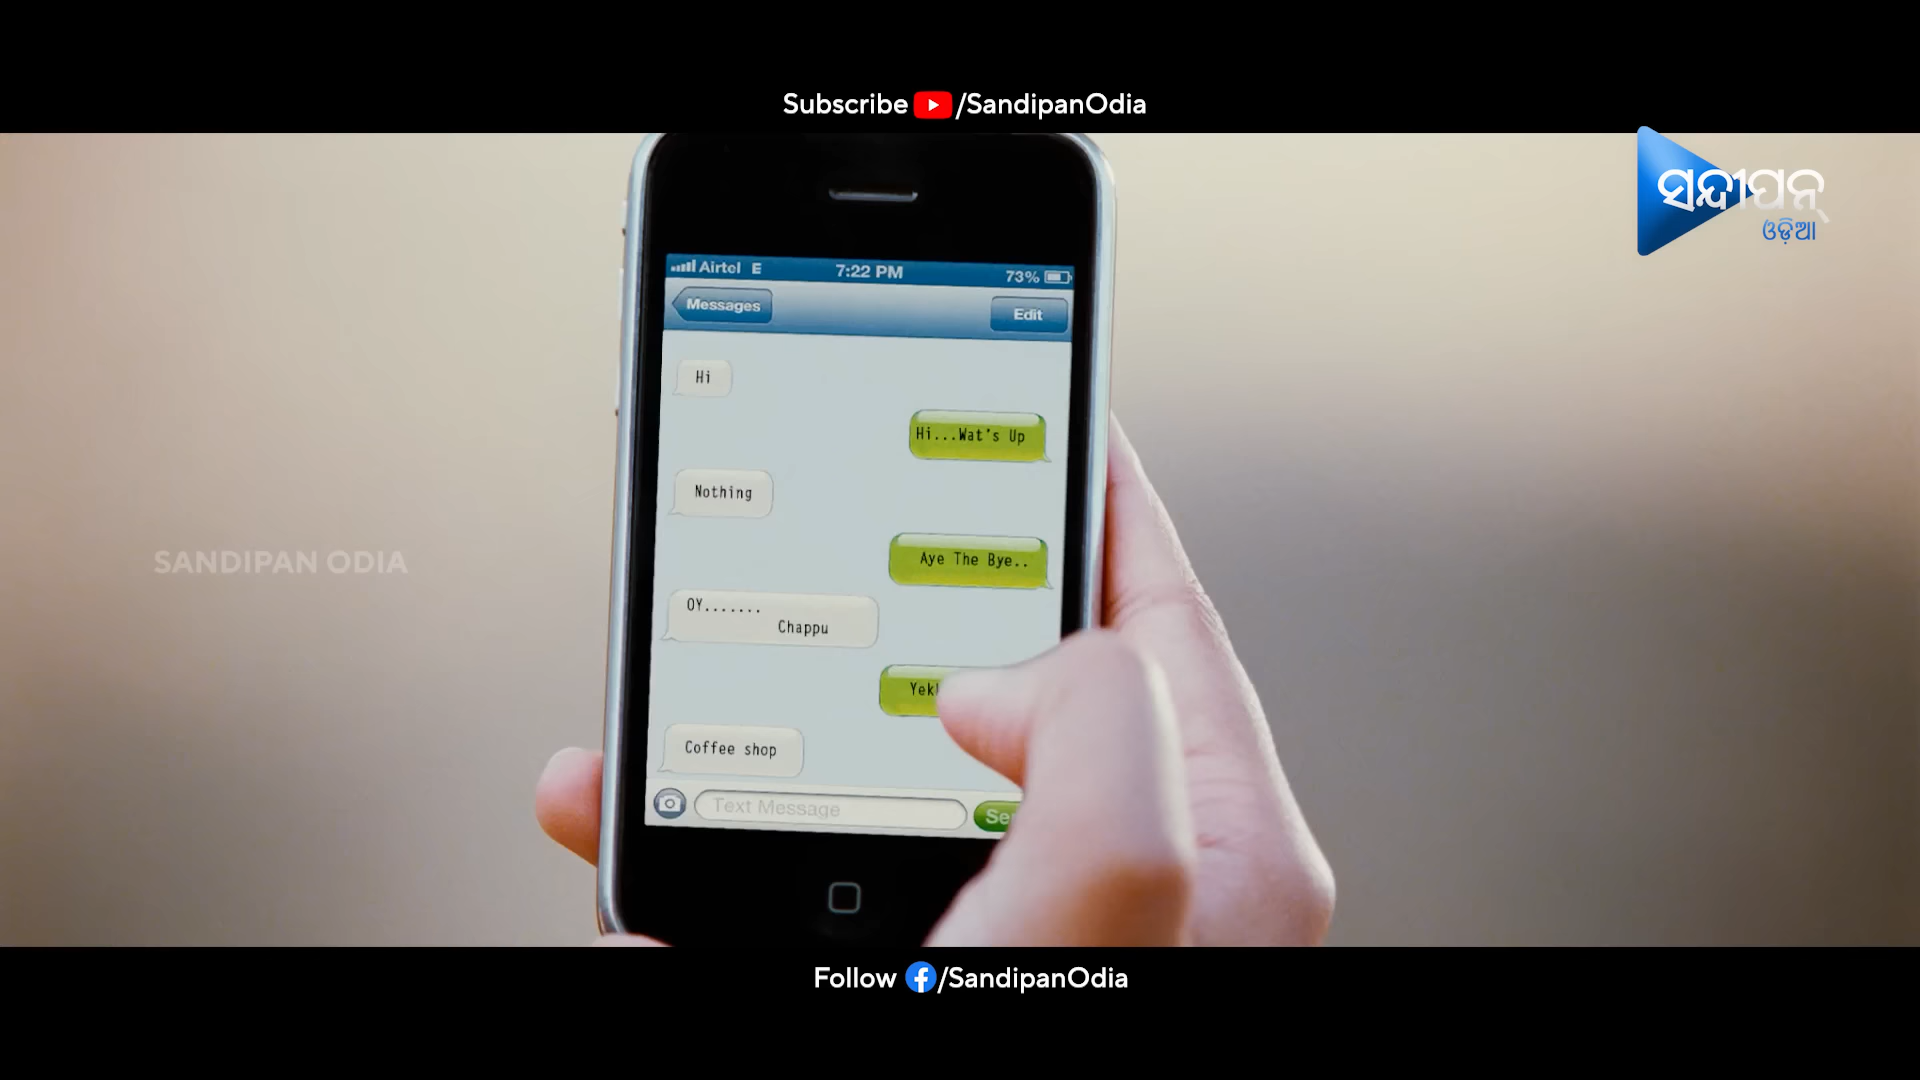 Subscribe /SandipanOdia
ସନ୍ଦୀପନ୍
ଓଡ଼ିଆ
Airtel E 7:22 PM 73%
Messages Edit
Hi
Hi...Wat's Up
Nothing
Aye The Bye..
SANDIPAN ODIA
OY.......
Chappu
Coffee shop
Text Message
Follow /SandipanOdia